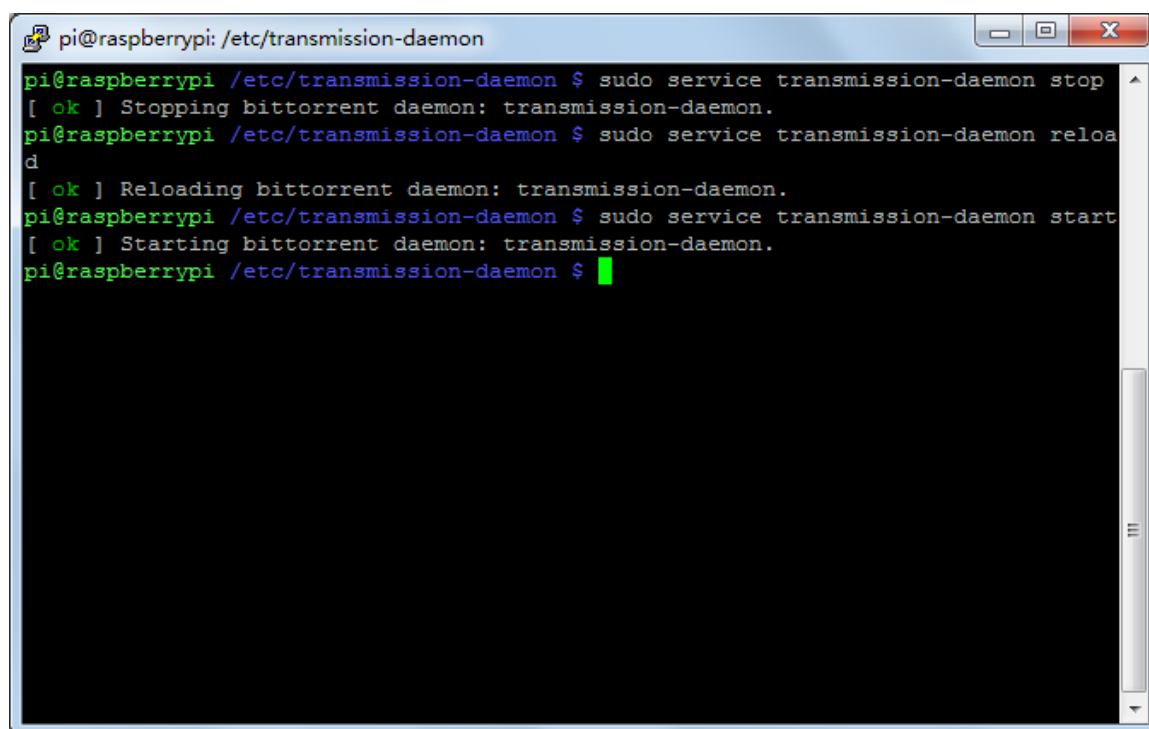 pi@raspberrypi: /etc/transmission-daemon
pi@raspberrypi /etc/transmission-daemon $ sudo service transmission-daemon stop
[ ok ] Stopping bittorrent daemon: transmission-daemon.
pi@raspberrypi /etc/transmission-daemon $ sudo service transmission-daemon reloa
d
[ ok ] Reloading bittorrent daemon: transmission-daemon.
pi@raspberrypi /etc/transmission-daemon $ sudo service transmission-daemon start
[ ok ] Starting bittorrent daemon: transmission-daemon.
pi@raspberrypi /etc/transmission-daemon $